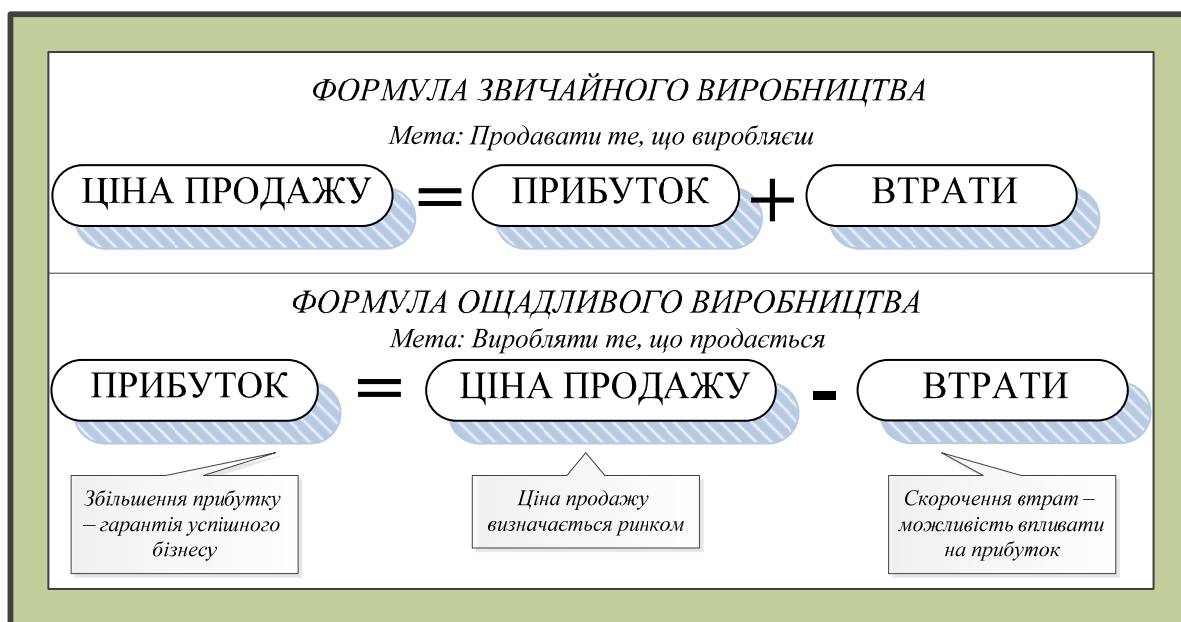 ФОРМУЛА ЗВИЧАЙНОГО ВИРОБНИЦТВА
Мета: Продавати те, що виробляєш
ЦІНА ПРОДАЖУ = ПРИБУТОК + ВТРАТИ
ФОРМУЛА ОЩАДЛИВОГО ВИРОБНИЦТВА
Мета: Виробляти те, що продається
ПРИБУТОК = ЦІНА ПРОДАЖУ - ВТРАТИ
Збільшення прибутку
– гарантія успішного
бізнесу
Ціна продажу
визначається ринком
Скорочення втрат –
можливість впливати
на прибуток